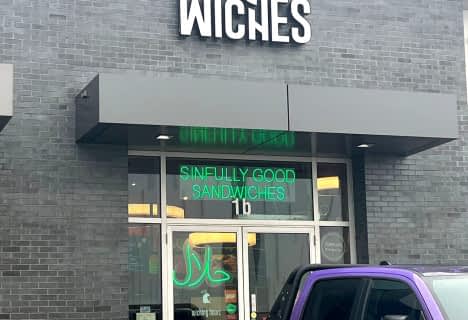 WICHES
SINFULLY GOOD
SANDWICHES
16
حلال